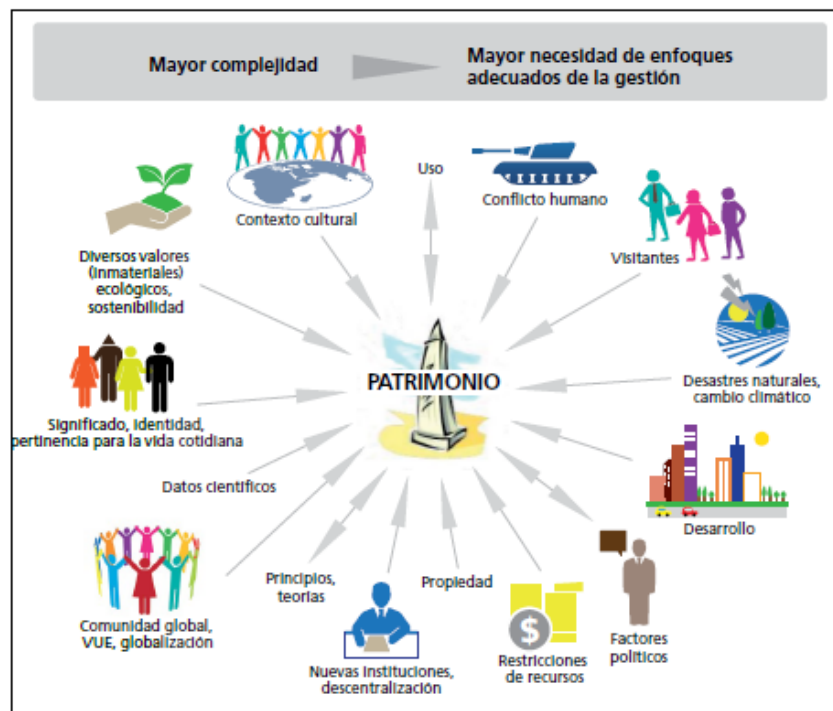 Mayor complejidad
Mayor necesidad de enfoques
adecuados de la gestión
Contexto cultural
Uso
Conflicto humano
Visitantes
Diversos valores
(inmateriales)
ecológicos,
sostenibilidad
Desastres naturales,
cambio climático
PATRIMONIO
Significado, identidad,
pertinencia para la vida cotidiana
Datos científicos
Desarrollo
Comunidad global,
VUE, globalización
Principios,
teorías
Nuevas instituciones,
descentralización
Propiedad
$
Restricciones
de recursos
Factores
políticos